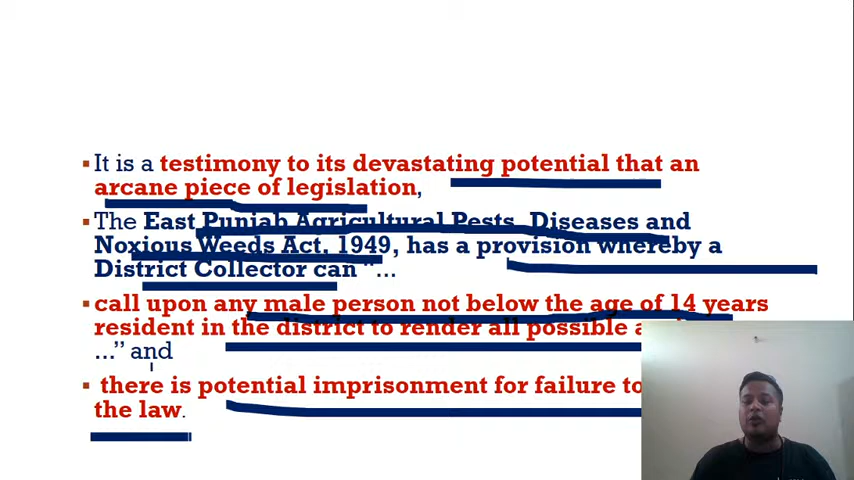 ▪It is a testimony to its devastating potential that an
arcane piece of legislation,
▪The East Punjab Agricultural Pests, Diseases and
Noxious Weeds Act, 1949, has a provision whereby a
District Collector can “...
▪call upon any male person not below the age of 14 years
resident in the district to render all possible
...” and
▪ there is potential imprisonment for failure to
the law.